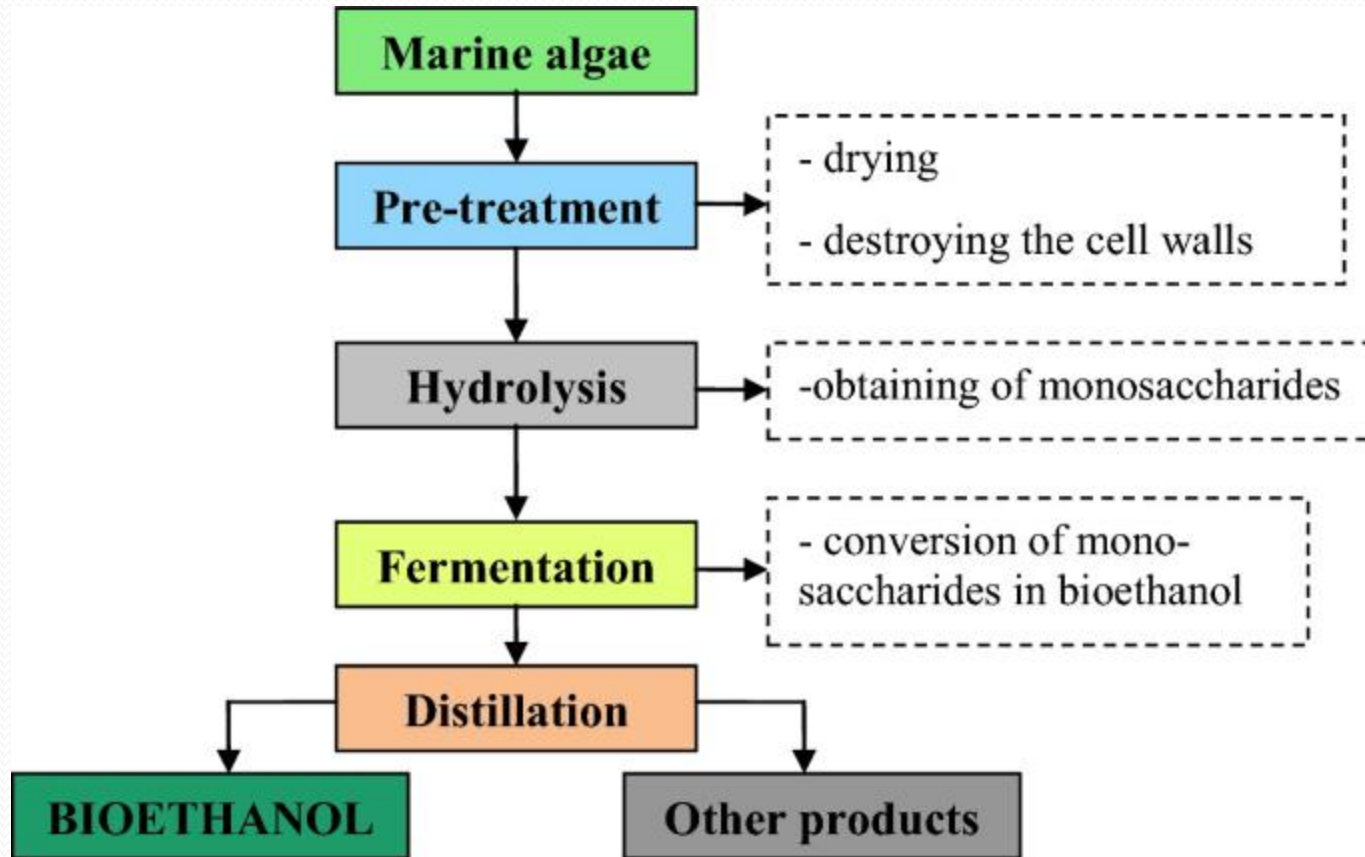 Marine algae
Pre-treatment
- drying
- destroying the cell walls
Hydrolysis
-obtaining of monosaccharides
Fermentation
- conversion of mono-
saccharides in bioethanol
Distillation
BIOETHANOL
Other products